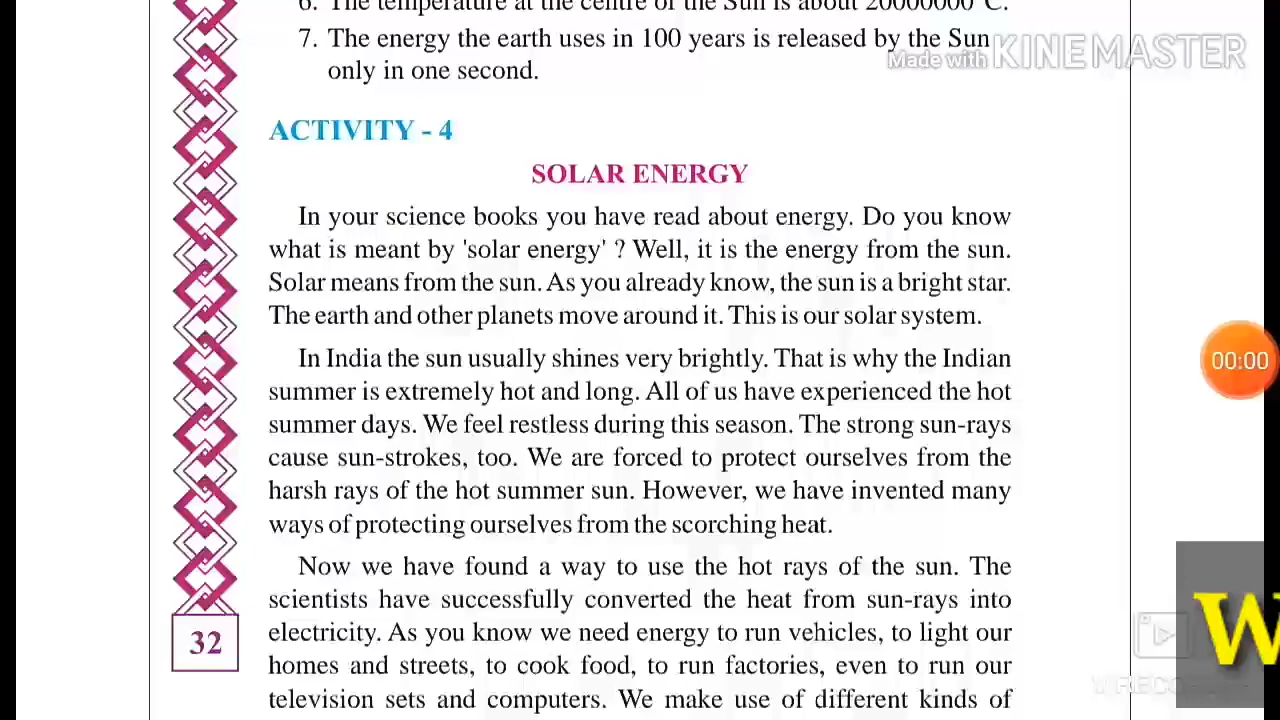 6. The temperature at the centre of the Sun is about 20000000°C.
7. The energy the earth uses in 100 years is released by the Sun
only in one second.
Made with KINEMASTER
ACTIVITY - 4
SOLAR ENERGY
In your science books you have read about energy. Do you know
what is meant by 'solar energy' ? Well, it is the energy from the sun.
Solar means from the sun. As you already know, the sun is a bright star.
The earth and other planets move around it. This is our solar system.
In India the sun usually shines very brightly. That is why the Indian
summer is extremely hot and long. All of us have experienced the hot
summer days. We feel restless during this season. The strong sun-rays
cause sun-strokes, too. We are forced to protect ourselves from the
harsh rays of the hot summer sun. However, we have invented many
ways of protecting ourselves from the scorching heat.
Now we have found a way to use the hot rays of the sun. The
scientists have successfully converted the heat from sun-rays into
electricity. As you know we need energy to run vehicles, to light our
homes and streets, to cook food, to run factories, even to run our
television sets and computers. We make use of different kinds of
32
00:00
W